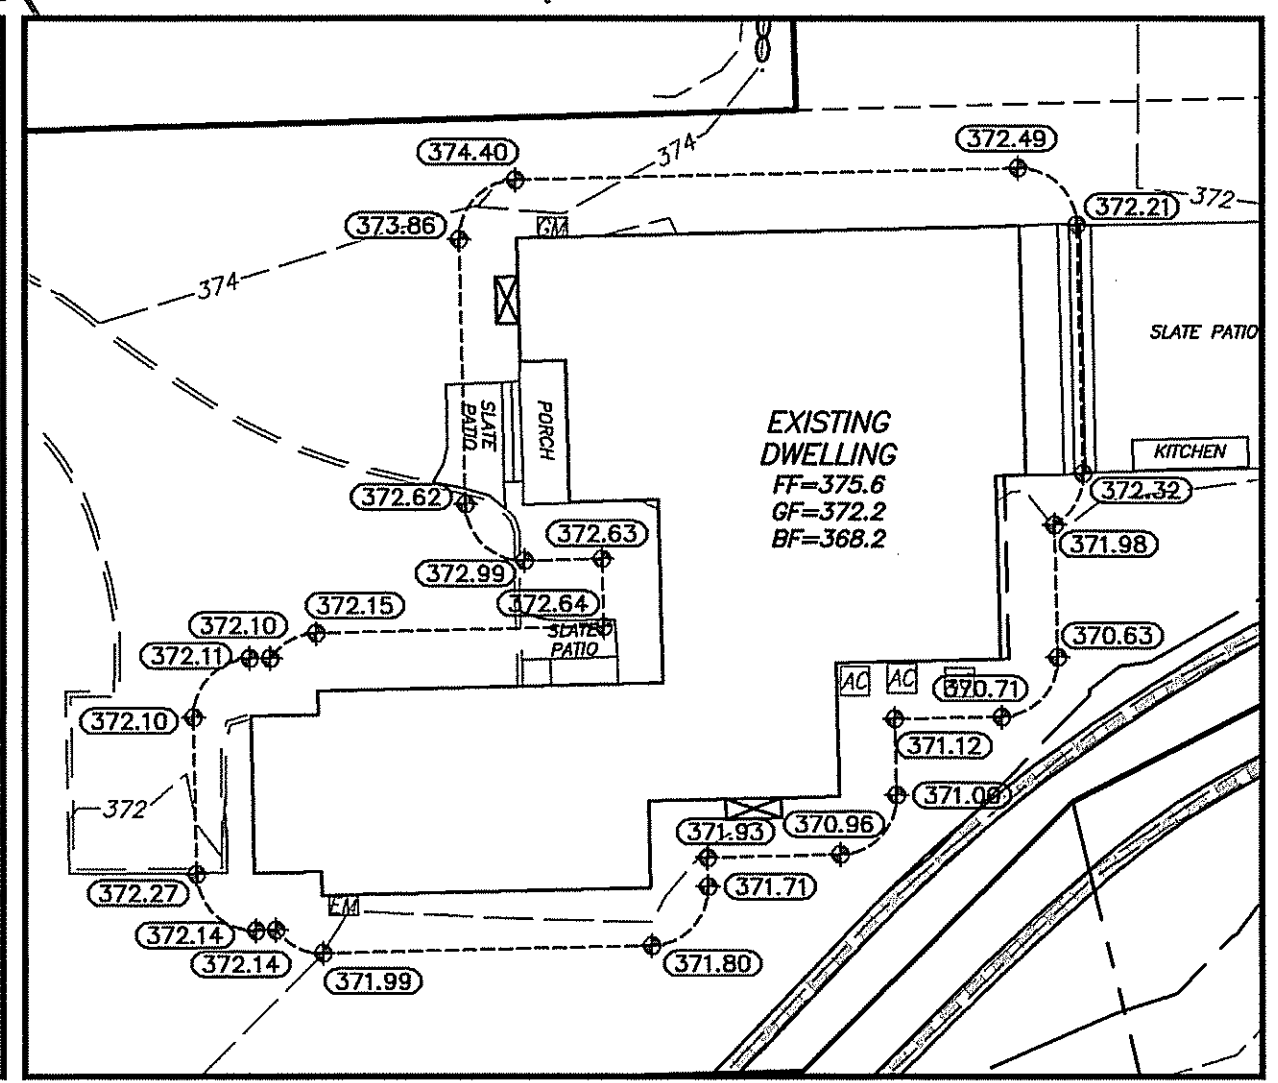 374.40
374
372.49
372.21
372
373.86
GM
374
SLATE PATIO
SLATE
PATIO
PORCH
EXISTING
DWELLING
FF=375.6
GF=372.2
BF=368.2
KITCHEN
372.62
372.32
372.63
371.98
372.99
372.64
372.15
372.10
372.11
SLATE
PATIO
370.63
AC
AC
370.71
372.10
371.12
372
371.00
371.93
370.96
372.27
371.71
EM
372.14
372.14
371.99
371.80